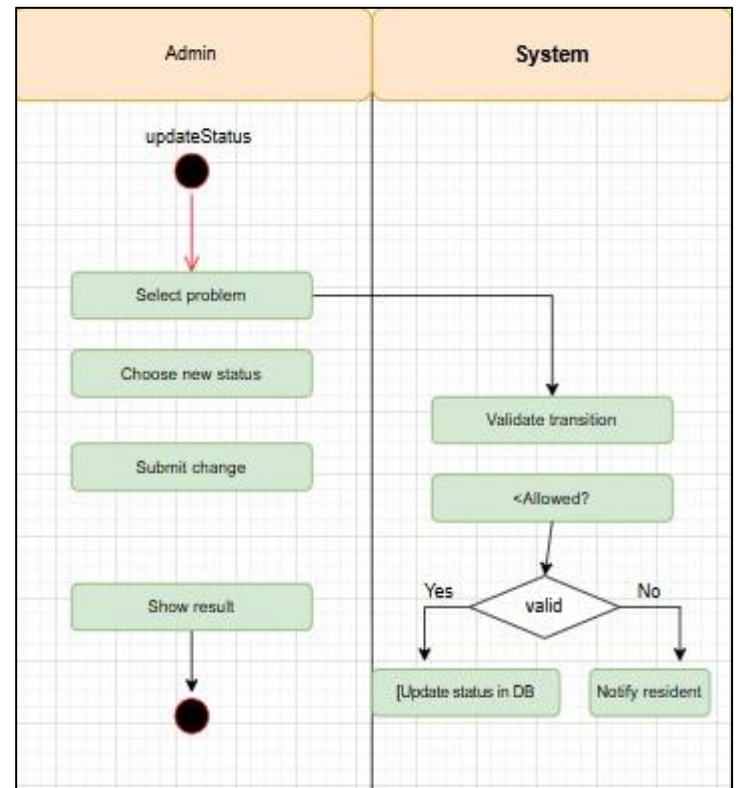 Admin
System
updateStatus
Select problem
Choose new status
Validate transition
Submit change
<Allowed?
Yes
valid
No
Show result
[Update status in DB
Notify resident